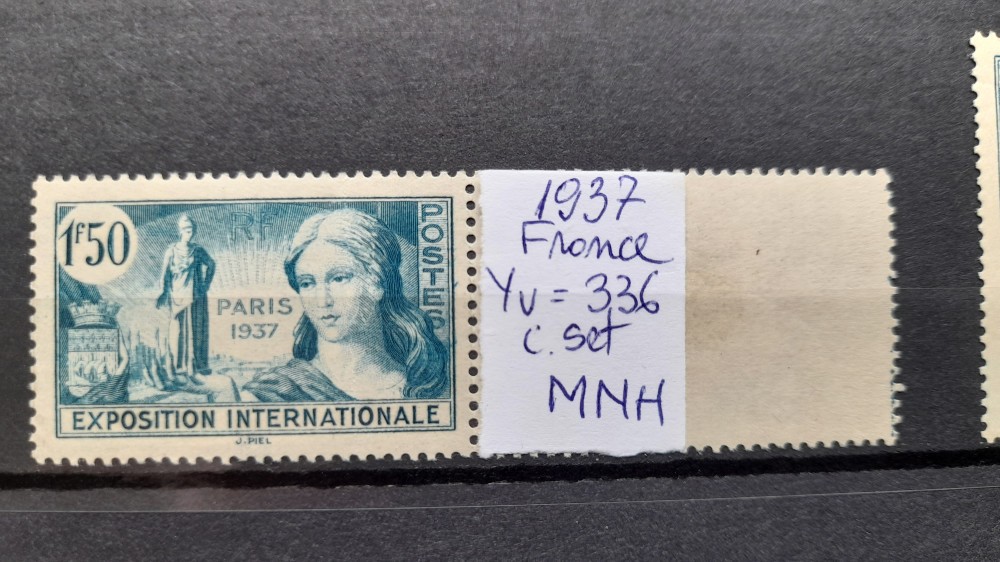 1F50
RF
POSTES
PARIS
1937
EXPOSITION INTERNATIONALE
J. PIEL
1937
France
Yv = 336
c. set
MNH